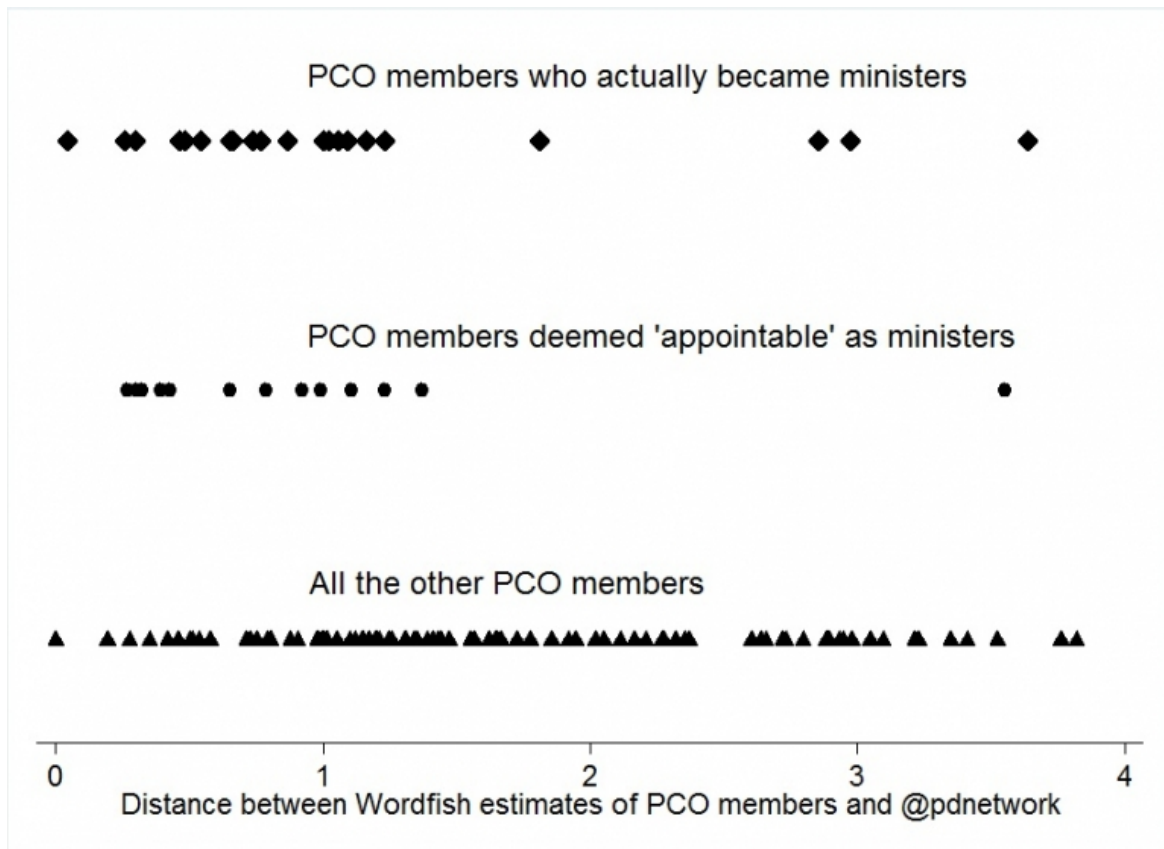 PCO members who actually became ministers
PCO members deemed 'appointable' as ministers
All the other PCO members
0 1 2 3 4
Distance between Wordfish estimates of PCO members and @pdnetwork